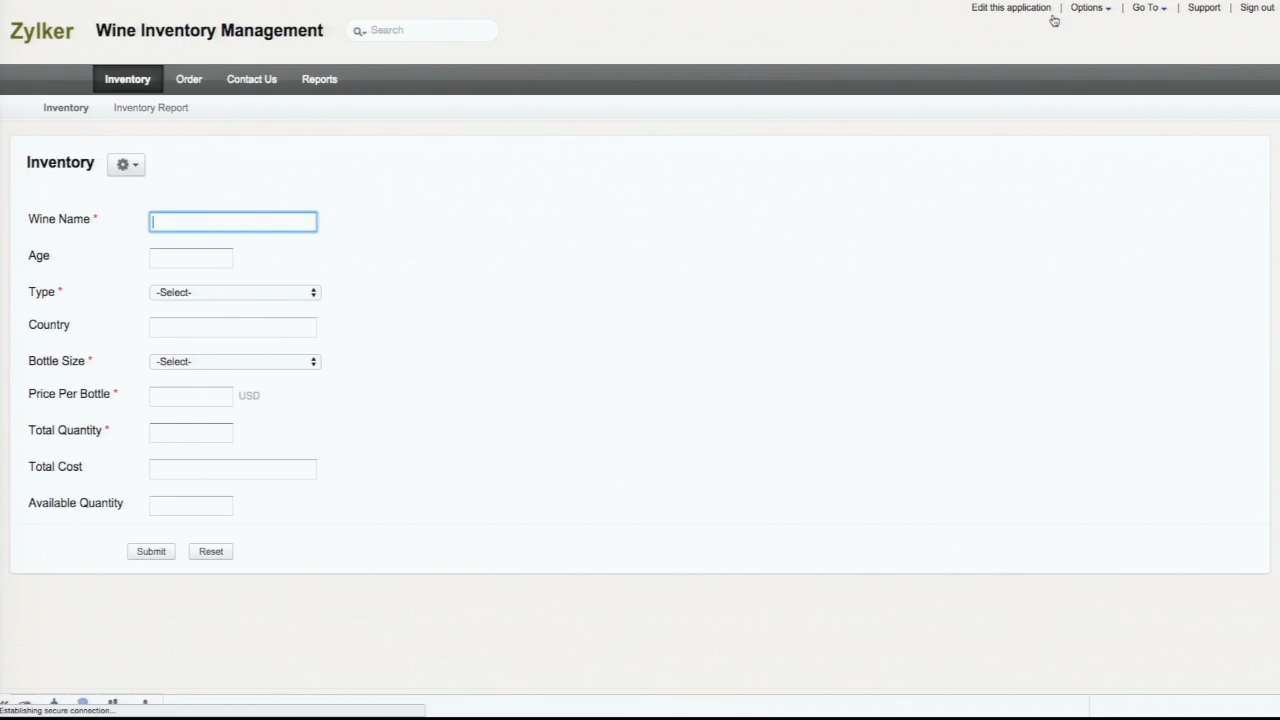 Edit this application | Options | Go To | Support | Sign out
Zylker Wine Inventory Management Search
Inventory Order Contact Us Reports
Inventory Inventory Report
Inventory
Wine Name *
Age
Type * -Select-
Country
Bottle Size * -Select-
Price Per Bottle * USD
Total Quantity *
Total Cost
Available Quantity
Submit Reset
Establishing secure connection...